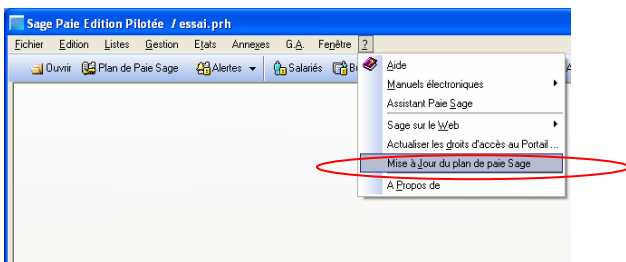 Sage Paie Edition Pilotée / essai.prh
Fichier Edition Listes Gestion Etats Annexes G.A. Fenêtre ?
Ouvrir Plan de Paie Sage Alertes Salariés
Aide
Manuels électroniques
Assistant Paie Sage
Sage sur le Web
Actualiser les droits d'accès au Portail ...
Mise à Jour du plan de paie Sage
A Propos de